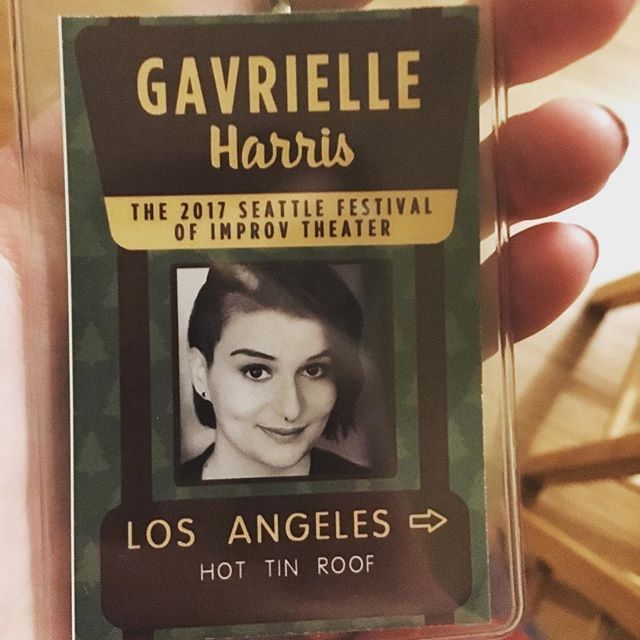 GAVRIELLE
Harris
THE 2017 SEATTLE FESTIVAL
OF IMPROV THEATER
LOS ANGELES ⇨
HOT TIN ROOF